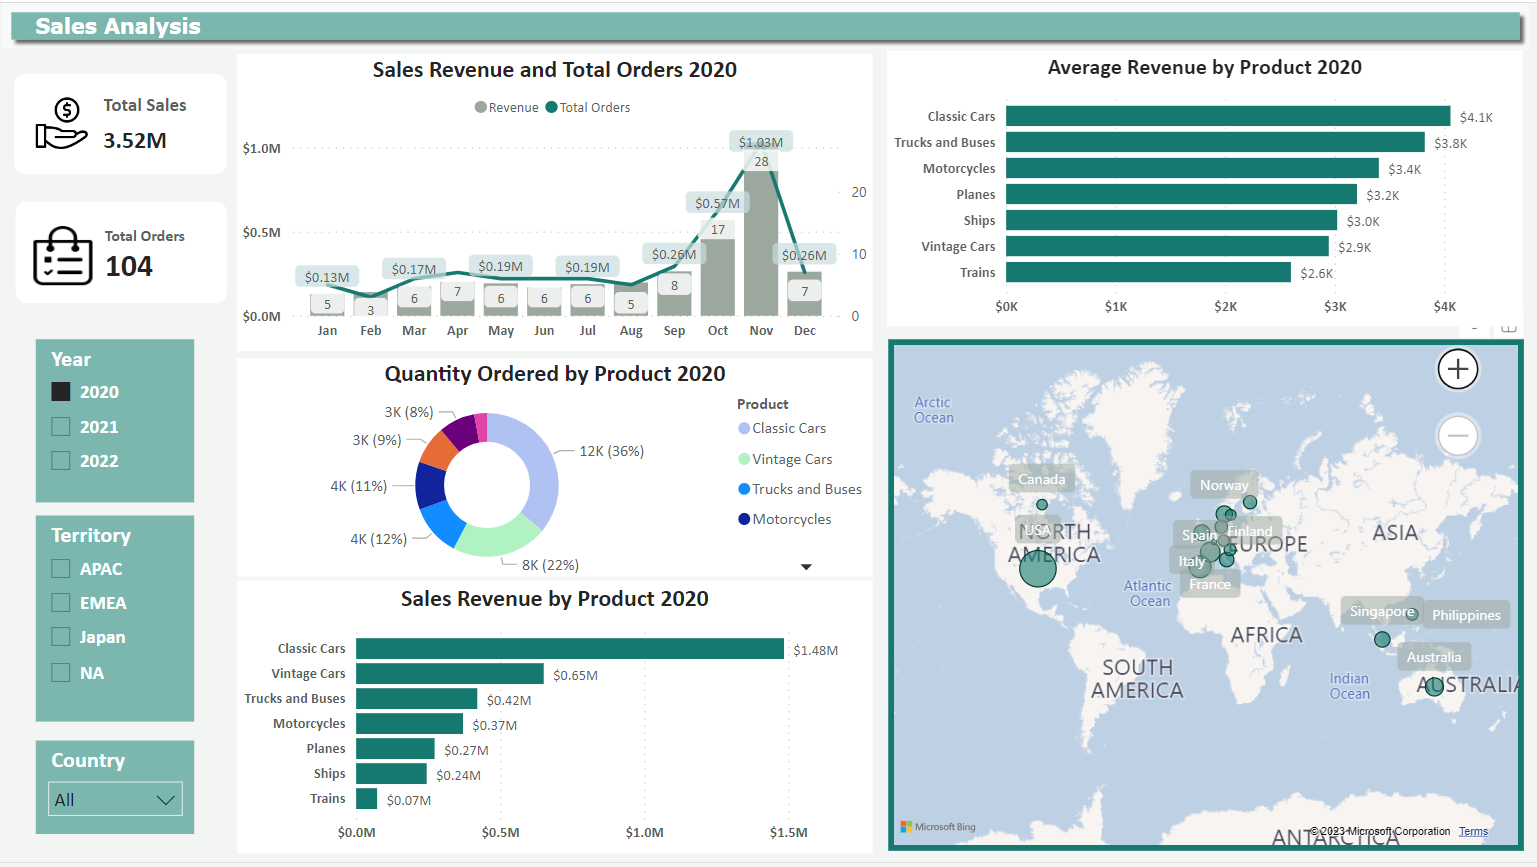 Sales Analysis
Total Sales
3.52M
Total Orders
104
Year
2020
2021
2022
Territory
APAC
EMEA
Japan
NA
Country
All
Sales Revenue and Total Orders 2020
Revenue Total Orders
$1.0M
$0.5M
$0.0M
$0.13M $0.17M $0.19M $0.19M $0.26M $0.57M $1.03M $0.26M
5 3 6 7 6 6 6 5 8 17 28 7
20
10
0
Jan Feb Mar Apr May Jun Jul Aug Sep Oct Nov Dec
Quantity Ordered by Product 2020
12K (36%)
8K (22%)
4K (12%)
4K (11%)
3K (9%)
3K (8%)
Product
Classic Cars
Vintage Cars
Trucks and Buses
Motorcycles
Sales Revenue by Product 2020
Classic Cars $1.48M
Vintage Cars $0.65M
Trucks and Buses $0.42M
Motorcycles $0.37M
Planes $0.27M
Ships $0.24M
Trains $0.07M
$0.0M $0.5M $1.0M $1.5M
Average Revenue by Product 2020
Classic Cars $4.1K
Trucks and Buses $3.8K
Motorcycles $3.4K
Planes $3.2K
Ships $3.0K
Vintage Cars $2.9K
Trains $2.6K
$0K $1K $2K $3K $4K
Arctic
Ocean
Canada
Norway
USA
NORTH
AMERICA
Spain
Finland
EUROPE
ASIA
Italy
France
Atlantic
Ocean
Singapore
Philippines
AFRICA
Australia
SOUTH
AMERICA
Indian
Ocean
AUSTRALIA
Microsoft Bing
ANTARCTICA
© 2023 Microsoft Corporation Terms